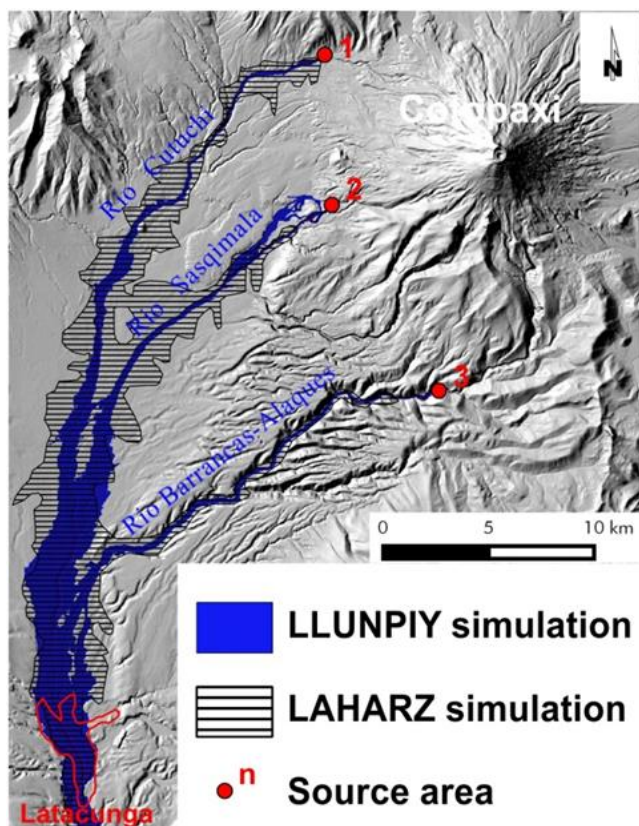 N
1
Cotopaxi
Rio Cutuchi
2
Rio Sasqimala
3
Rio Barrancas-Alaques
0 5 10 km
LLUNPIY simulation
LAHARZ simulation
n Source area
Latacunga